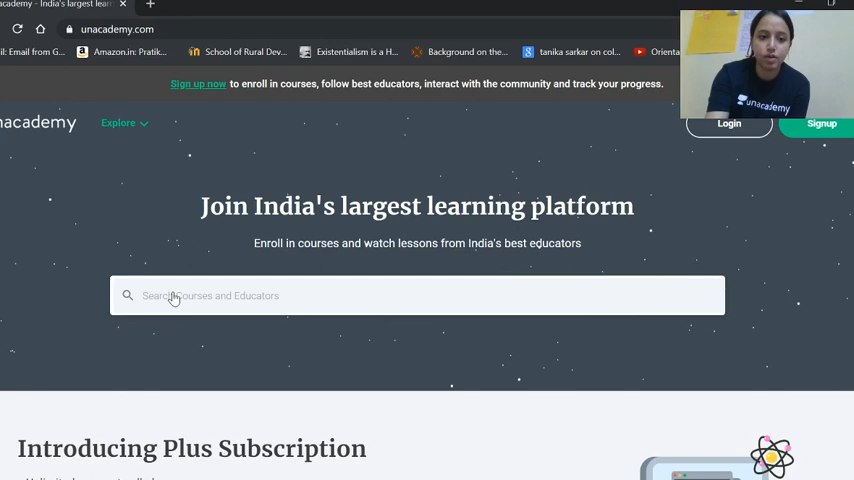 nacademy - India's largest lear
unacademy.com
il: Email from G...
Amazon.in: Pratik...
School of Rural Dev...
Existentialism is a H...
Background on the...
tanika sarkar on col...
Orienta
Sign up now to enroll in courses, follow best educators, interact with the community and track your progress.
unacademy
nacademy
Explore
Login
Signup
Join India's largest learning platform
Enroll in courses and watch lessons from India's best educators
Search Courses and Educators
Introducing Plus Subscription